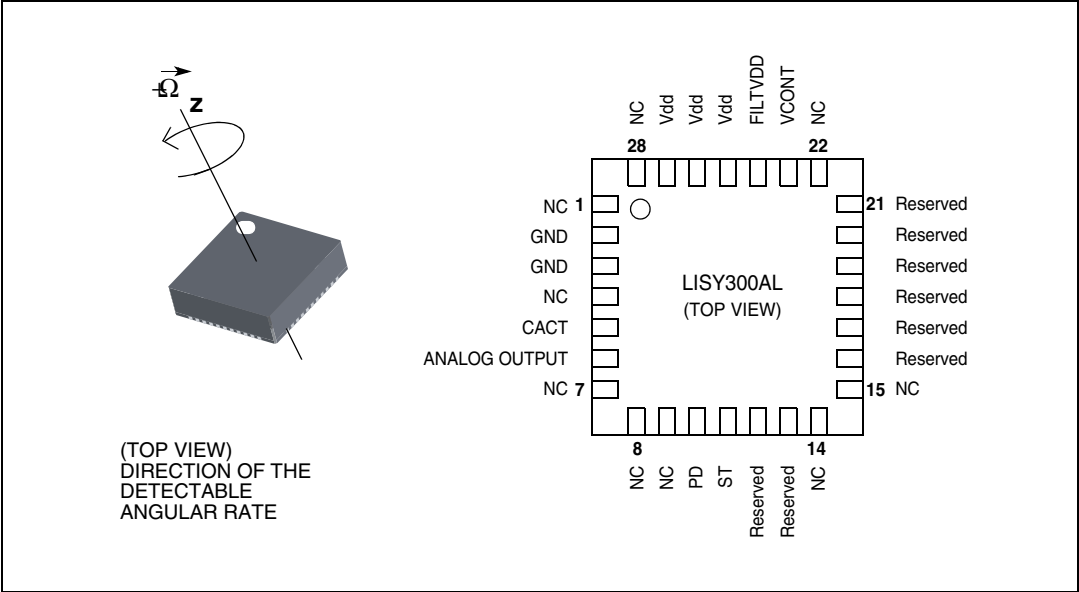 +Ω
z
(TOP VIEW)
DIRECTION OF THE
DETECTABLE
ANGULAR RATE
NC
Vdd
Vdd
Vdd
FILTVDD
VCONT
NC
28
22
NC 1
GND
GND
NC
CACT
ANALOG OUTPUT
NC 7
LISY300AL
(TOP VIEW)
21 Reserved
Reserved
Reserved
Reserved
Reserved
Reserved
15 NC
8
14
NC
NC
PD
ST
Reserved
Reserved
NC